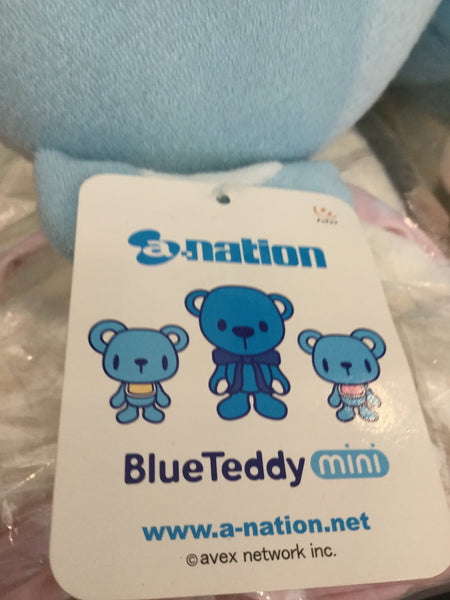 a-nation
BlueTeddy mini
www.a-nation.net
©avex network inc.